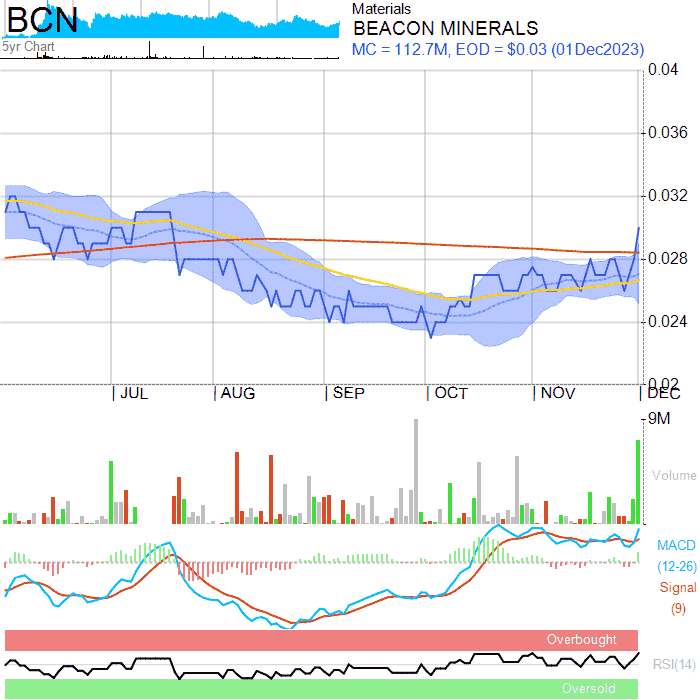 BCN
5yr Chart
Materials
BEACON MINERALS
MC = 112.7M, EOD = $0.03 (01Dec2023)
0.04
0.036
0.032
0.028
0.024
0.02
JUL AUG SEP OCT NOV DEC
9M
Volume
MACD
(12-26)
Signal
(9)
Overbought
RSI(14)
Oversold